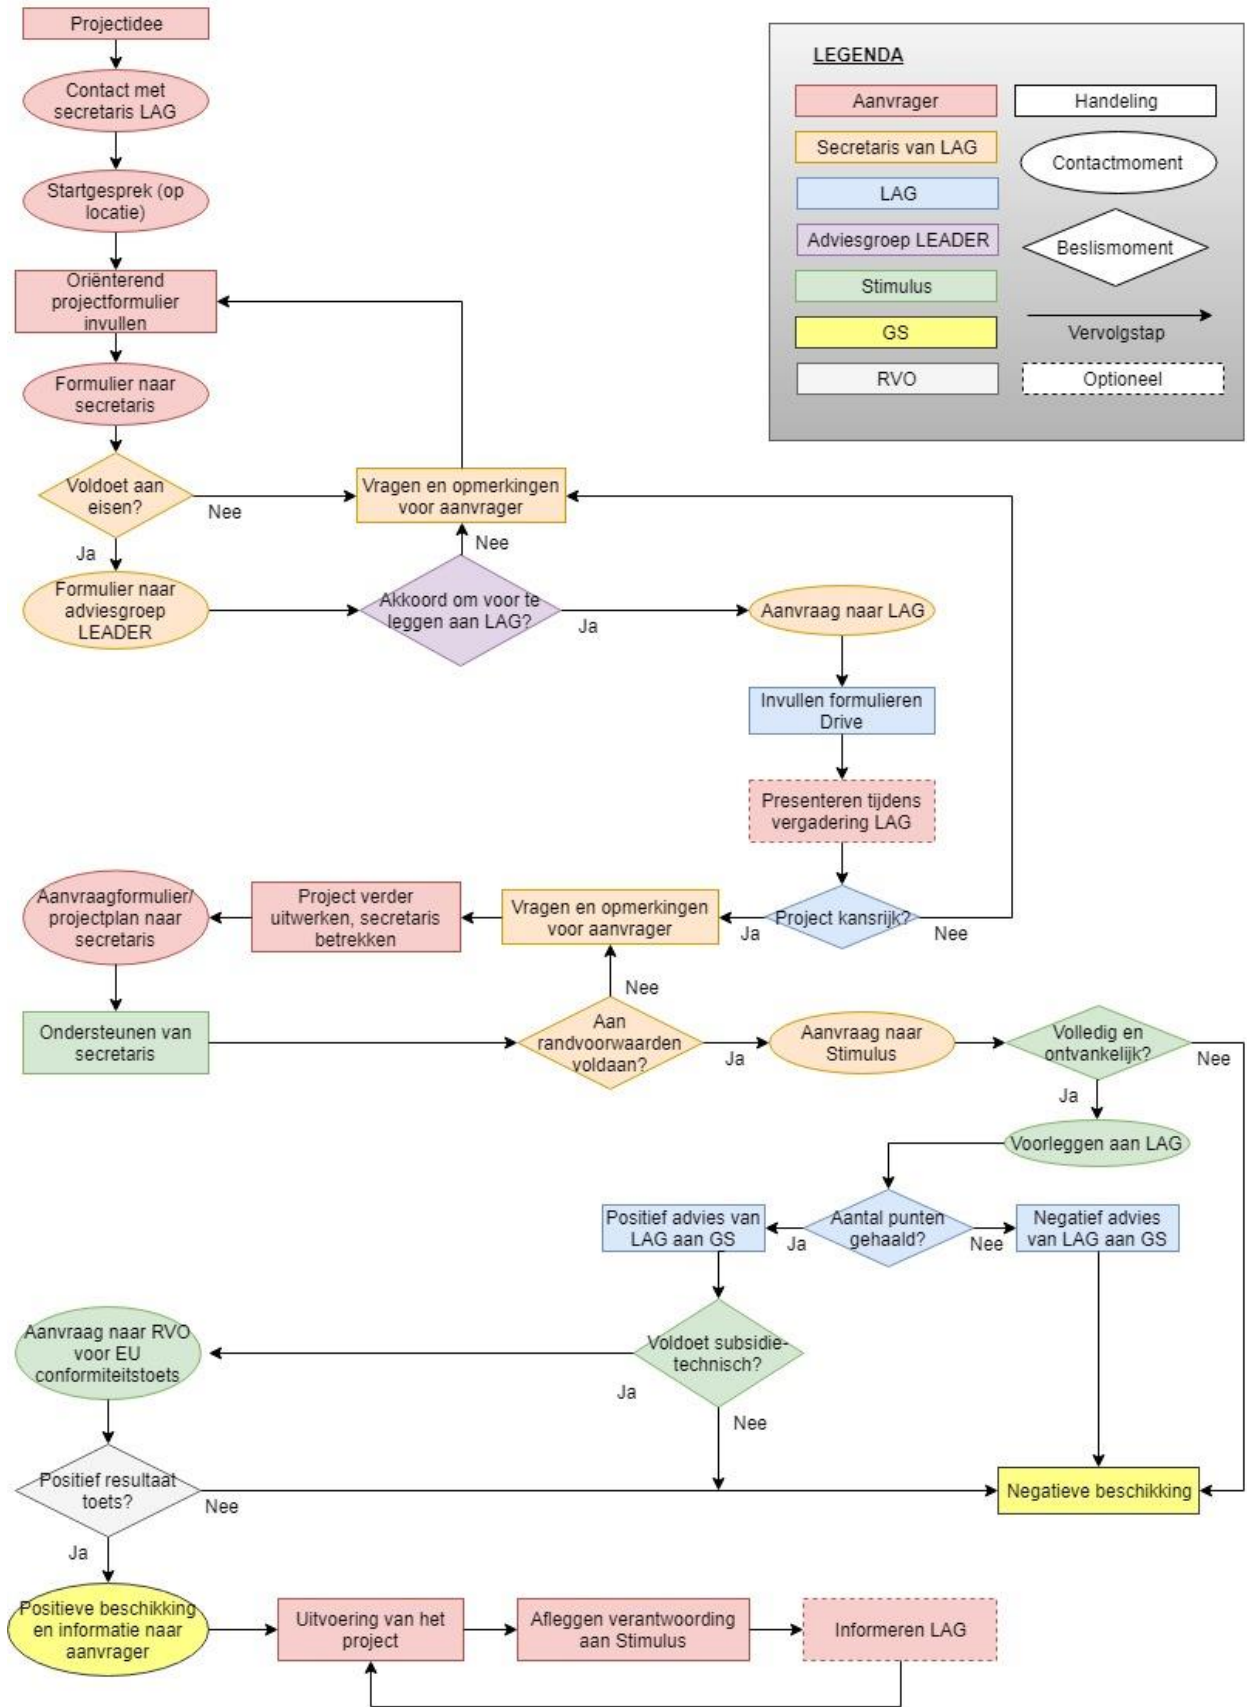 Projectidee
Contact met
secretaris LAG
Startgesprek (op
locatie)
Oriënterend
projectformulier
invullen
Formulier naar
secretaris
Voldoet aan
eisen?
Nee
Ja
Vragen en opmerkingen
voor aanvrager
Formulier naar
adviesgroep
LEADER
Nee
Akkoord om voor te
leggen aan LAG?
Ja
Aanvraag naar LAG
Invullen formulieren
Drive
Presenteren tijdens
vergadering LAG
Project kansrijk?
Ja
Nee
Vragen en opmerkingen
voor aanvrager
Project verder
uitwerken, secretaris
betrekken
Aanvraagformulier/
projectplan naar
secretaris
Ondersteunen van
secretaris
Nee
Aan
randvoorwaarden
voldaan?
Ja
Aanvraag naar
Stimulus
Volledig en
ontvankelijk?
Nee
Ja
Voorleggen aan LAG
Aantal punten
gehaald?
Ja
Nee
Positief advies van
LAG aan GS
Negatief advies
van LAG aan GS
Voldoet subsidie-
technisch?
Ja
Nee
Aanvraag naar RVO
voor EU
conformiteitstoets
Positief resultaat
toets?
Nee
Ja
Negatieve beschikking
Positieve beschikking
en informatie naar
aanvrager
Uitvoering van het
project
Afleggen verantwoording
aan Stimulus
Informeren LAG
LEGENDA
Aanvrager
Handeling
Secretaris van LAG
Contactmoment
LAG
Adviesgroep LEADER
Beslismoment
Stimulus
GS
Vervolgstap
RVO
Optioneel